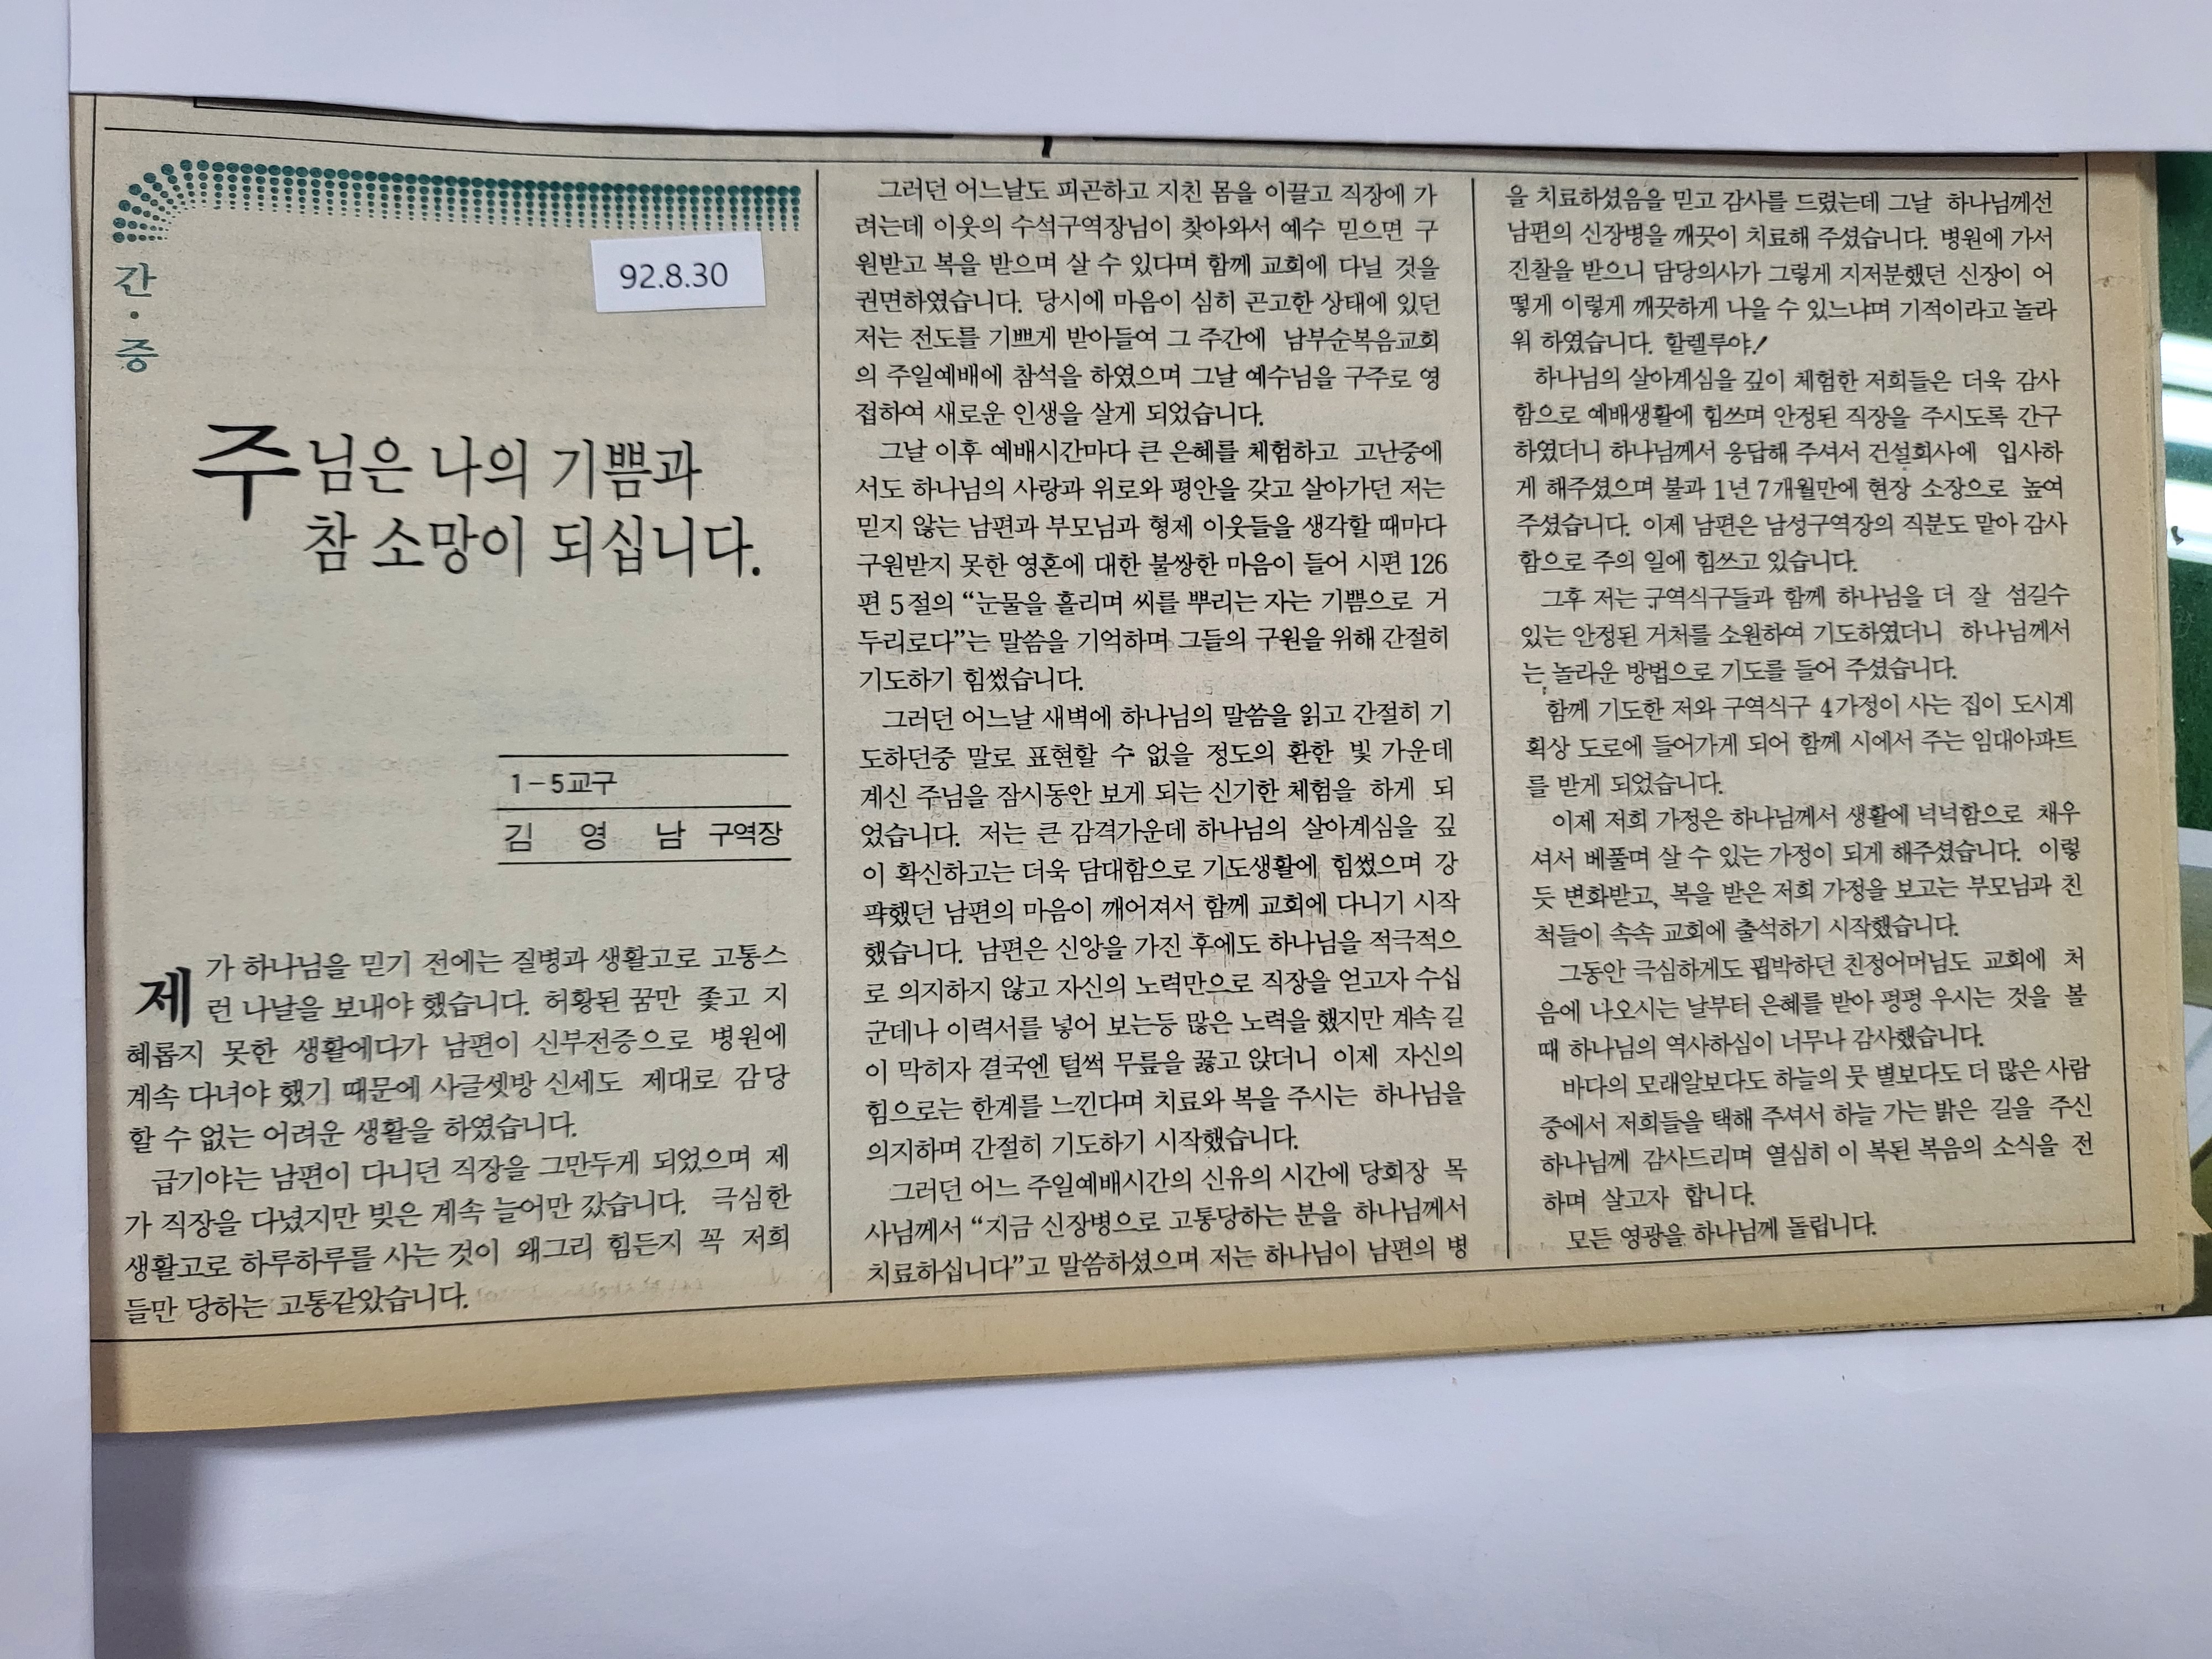 간·증
92.8.30
주님은 나의 기쁨과
참 소망이 되십니다.
1-5교구
김 영 남 구역장
제가 하나님을 믿기 전에는 질병과 생활고로 고통스
런 나날을 보내야 했습니다. 허황된 꿈만 좇고 지
혜롭지 못한 생활에다가 남편이 신부전증으로 병원에
계속 다녀야 했기 때문에 사글셋방 신세도 제대로 감당
할 수 없는 어려운 생활을 하였습니다.
급기야는 남편이 다니던 직장을 그만두게 되었으며 제
가 직장을 다녔지만 빚은 계속 늘어만 갔습니다. 극심한
생활고로 하루하루를 사는 것이 왜그리 힘든지 꼭 저희
들만 당하는 고통같았습니다.
그러던 어느날도 피곤하고 지친 몸을 이끌고 직장에 가
려는데 이웃의 수석구역장님이 찾아와서 예수 믿으면 구
원받고 복을 받으며 살 수 있다며 함께 교회에 다닐 것을
권면하였습니다. 당시에 마음이 심히 곤고한 상태에 있던
저는 전도를 기쁘게 받아들여 그 주간에 남부순복음교회
의 주일예배에 참석을 하였으며 그날 예수님을 구주로 영
접하여 새로운 인생을 살게 되었습니다.
그날 이후 예배시간마다 큰 은혜를 체험하고 고난중에
서도 하나님의 사랑과 위로와 평안을 갖고 살아가던 저는
믿지 않는 남편과 부모님과 형제 이웃들을 생각할 때마다
구원받지 못한 영혼에 대한 불쌍한 마음이 들어 시편 126
편 5절의 “눈물을 흘리며 씨를 뿌리는 자는 기쁨으로 거
두리로다”는 말씀을 기억하며 그들의 구원을 위해 간절히
기도하기 힘썼습니다.
그러던 어느날 새벽에 하나님의 말씀을 읽고 간절히 기
도하던중 말로 표현할 수 없을 정도의 환한 빛 가운데
계신 주님을 잠시동안 보게 되는 신기한 체험을 하게 되
었습니다. 저는 큰 감격가운데 하나님의 살아계심을 깊
이 확신하고는 더욱 담대함으로 기도생활에 힘썼으며 강
퍅했던 남편의 마음이 깨어져서 함께 교회에 다니기 시작
했습니다. 남편은 신앙을 가진 후에도 하나님을 적극적으
로 의지하지 않고 자신의 노력만으로 직장을 얻고자 수십
군데나 이력서를 넣어 보는등 많은 노력을 했지만 계속 길
이 막히자 결국엔 털썩 무릎을 꿇고 앉더니 이제 자신의
힘으로는 한계를 느낀다며 치료와 복을 주시는 하나님을
의지하며 간절히 기도하기 시작했습니다.
그러던 어느 주일예배시간의 신유의 시간에 당회장 목
사님께서 “지금 신장병으로 고통당하는 분을 하나님께서
치료하십니다”고 말씀하셨으며 저는 하나님이 남편의 병
을 치료하셨음을 믿고 감사를 드렸는데 그날 하나님께선
남편의 신장병을 깨끗이 치료해 주셨습니다. 병원에 가서
진찰을 받으니 담당의사가 그렇게 지저분했던 신장이 어
떻게 이렇게 깨끗하게 나을 수 있느냐며 기적이라고 놀라
워 하였습니다. 할렐루야!
하나님의 살아계심을 깊이 체험한 저희들은 더욱 감사
함으로 예배생활에 힘쓰며 안정된 직장을 주시도록 간구
하였더니 하나님께서 응답해 주셔서 건설회사에 입사하
게 해주셨으며 불과 1년 7개월만에 현장 소장으로 높여
주셨습니다. 이제 남편은 남성구역장의 직분도 맡아 감사
함으로 주의 일에 힘쓰고 있습니다.
그후 저는 구역식구들과 함께 하나님을 더 잘 섬길수
있는 안정된 거처를 소원하여 기도하였더니 하나님께서
는 놀라운 방법으로 기도를 들어 주셨습니다.
함께 기도한 저와 구역식구 4가정이 사는 집이 도시계
획상 도로에 들어가게 되어 함께 시에서 주는 임대아파트
를 받게 되었습니다.
이제 저희 가정은 하나님께서 생활에 넉넉함으로 채우
셔서 베풀며 살 수 있는 가정이 되게 해주셨습니다. 이렇
듯 변화받고, 복을 받은 저희 가정을 보고는 부모님과 친
척들이 속속 교회에 출석하기 시작했습니다.
그동안 극심하게도 핍박하던 친정어머님도 교회에 처
음에 나오시는 날부터 은혜를 받아 펑펑 우시는 것을 볼
때 하나님의 역사하심이 너무나 감사했습니다.
바다의 모래알보다도 하늘의 뭇 별보다도 더 많은 사람
중에서 저희들을 택해 주셔서 하늘 가는 밝은 길을 주신
하나님께 감사드리며 열심히 이 복된 복음의 소식을 전
하며 살고자 합니다.
모든 영광을 하나님께 돌립니다.